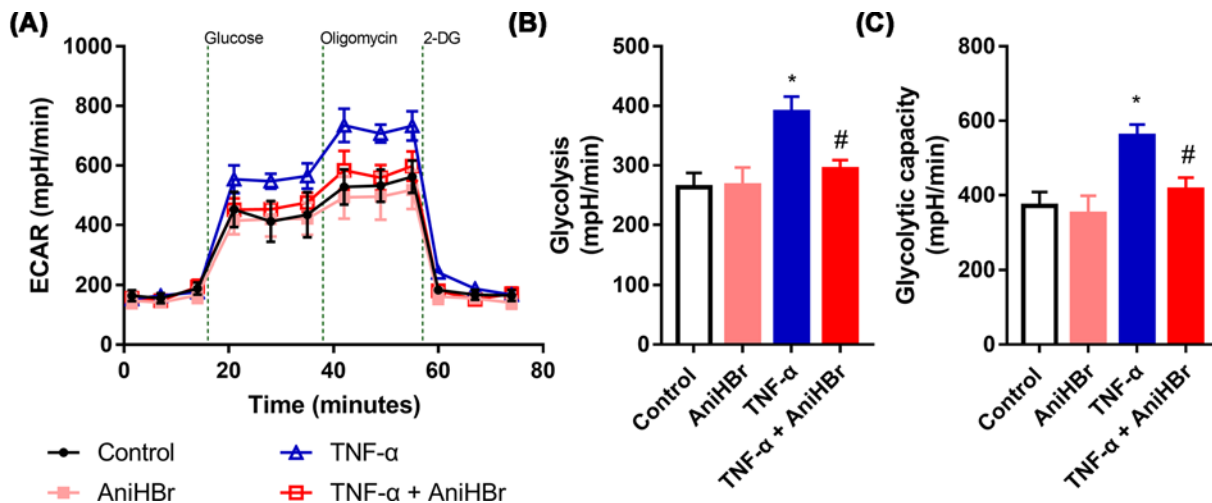 (A)
1000
800
600
400
200
0
ECAR (mpH/min)
Glucose
Oligomycin
2-DG
0
20
40
60
80
Time (minutes)
Control
AniHBr
TNF-α
TNF-α + AniHBr
(B)
500
400
300
200
100
0
Glycolysis
(mpH/min)
*
#
Control
AniHBr
TNF-α
TNF-α + AniHBr
(C)
800
600
400
200
0
Glycolytic capacity
(mpH/min)
*
#
Control
AniHBr
TNF-α
TNF-α + AniHBr